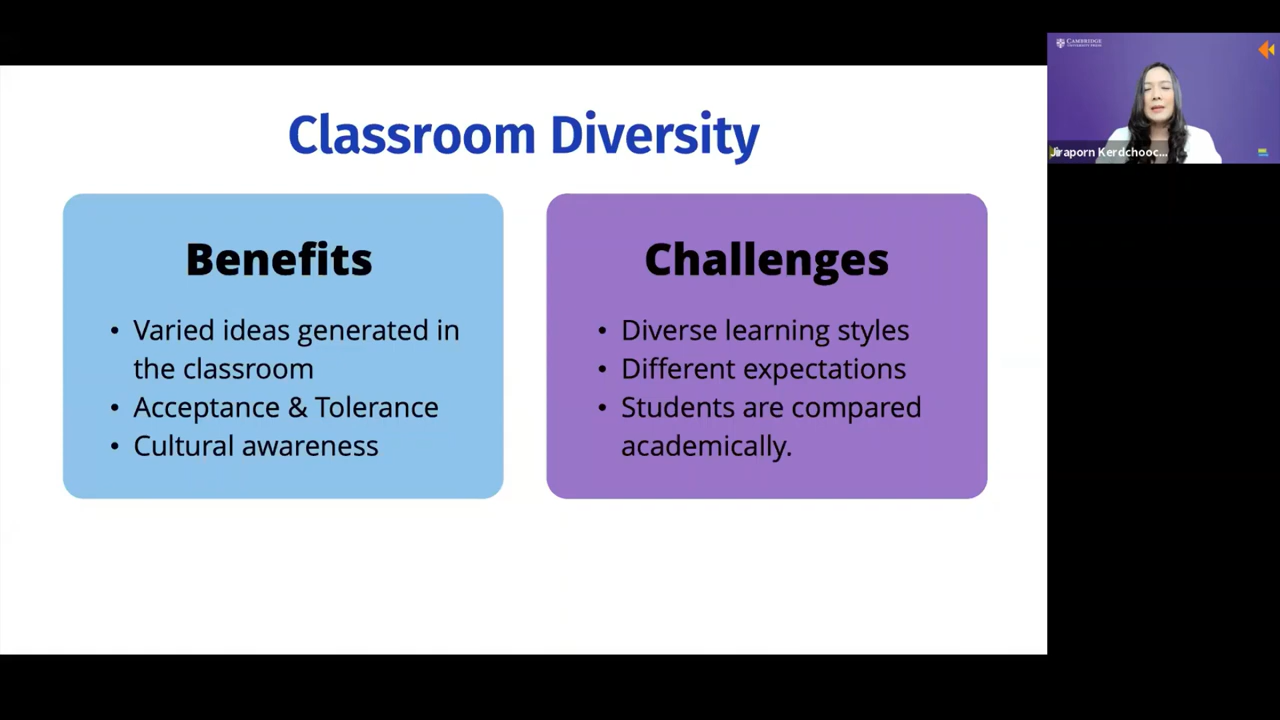 Classroom Diversity
Benefits
• Varied ideas generated in
the classroom
• Acceptance & Tolerance
• Cultural awareness
Challenges
• Diverse learning styles
• Different expectations
• Students are compared
academically.
CAMBRIDGE
UNIVERSITY PRESS
Jiraporn Kerdchooc...